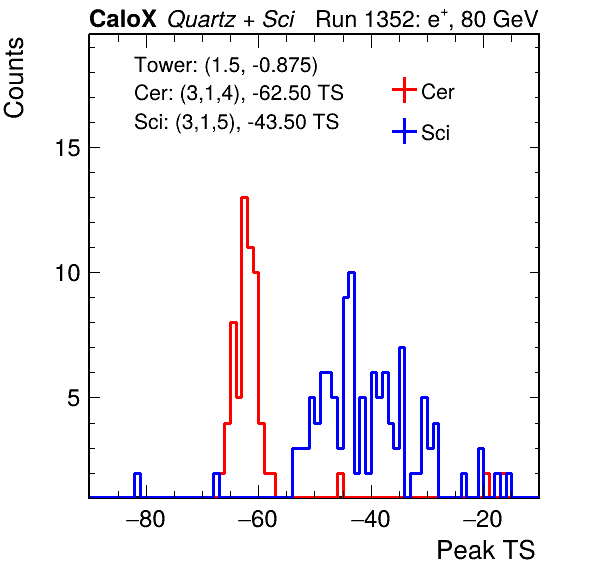 CaloX Quartz + Sci Run 1352: e+, 80 GeV
Counts
Tower: (1.5, -0.875)
Cer: (3,1,4), -62.50 TS
Sci: (3,1,5), -43.50 TS
Cer
Sci
15
10
5
−80 −60 −40 −20
Peak TS